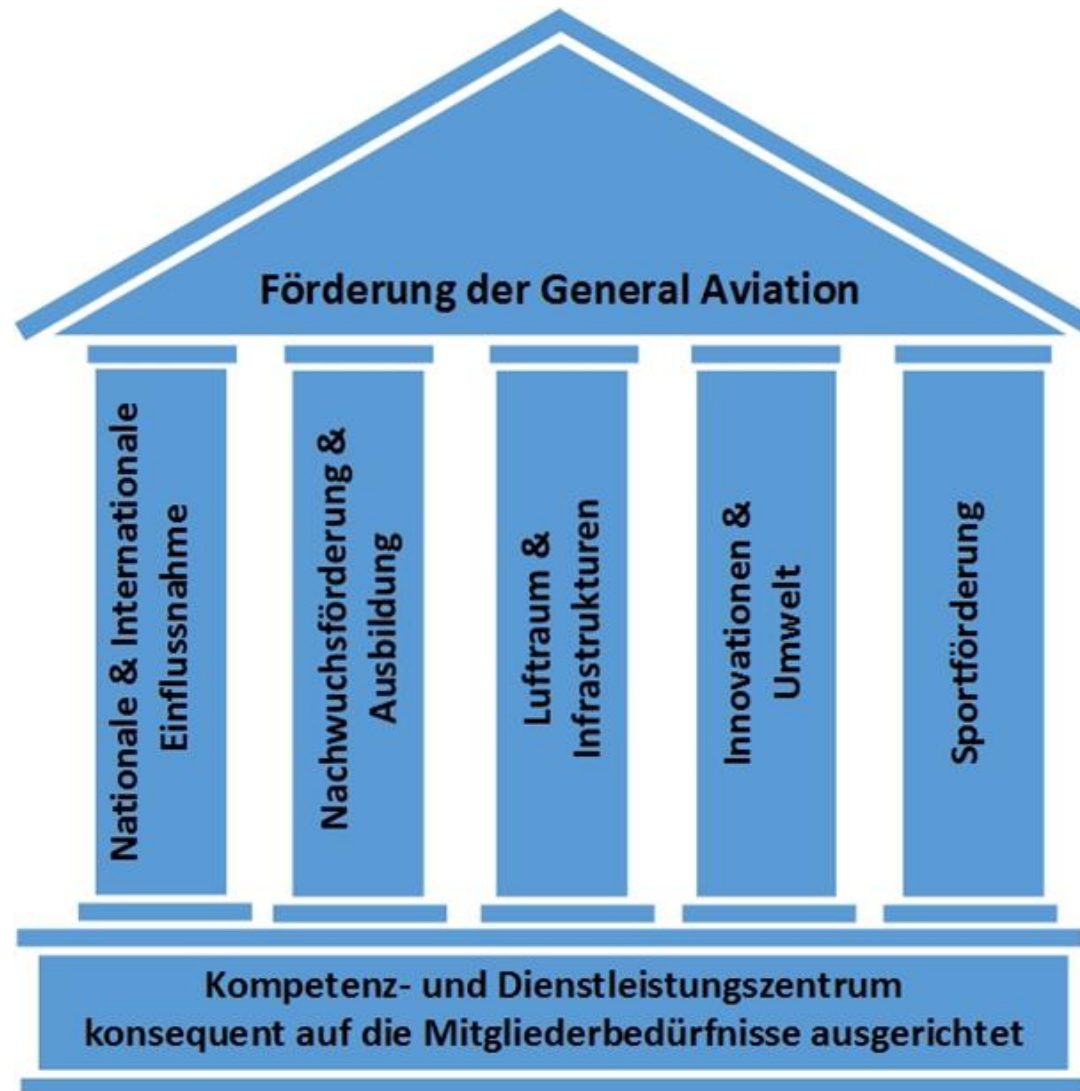 Förderung der General Aviation
Nationale & Internationale
Einflussnahme
Nachwuchsförderung &
Ausbildung
Luftraum &
Infrastrukturen
Innovationen &
Umwelt
Sportförderung
Kompetenz- und Dienstleistungszentrum
konsequent auf die Mitgliederbedürfnisse ausgerichtet